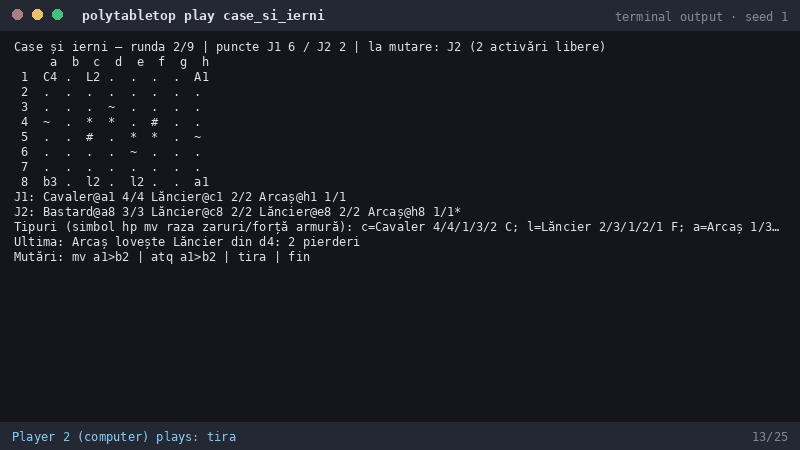 polytabletop play case_si_ierni
terminal output · seed 1
Case și ierni — runda 2/9 | puncte J1 6 / J2 2 | la mutare: J2 (2 activări libere)
a b c d e f g h
1 C4 . L2 . . . . A1
2 . . . . . . . .
3 . . . ~ . . . .
4 ~ . * * . # . .
5 . . # . * * . ~
6 . . . . ~ . . .
7 . . . . . . . .
8 b3 . l2 . l2 . . a1
J1: Cavaler@a1 4/4 Lăncier@c1 2/2 Arcaș@h1 1/1
J2: Bastard@a8 3/3 Lăncier@c8 2/2 Lăncier@e8 2/2 Arcaș@h8 1/1*
Tipuri (simbol hp mv raza zaruri/forță armură): c=Cavaler 4/4/1/3/2 C; l=Lăncier 2/3/1/2/1 F; a=Arcaș 1/3…
Ultima: Arcaș lovește Lăncier din d4: 2 pierderi
Mutări: mv a1>b2 | atq a1>b2 | tira | fin
Player 2 (computer) plays: tira
13/25